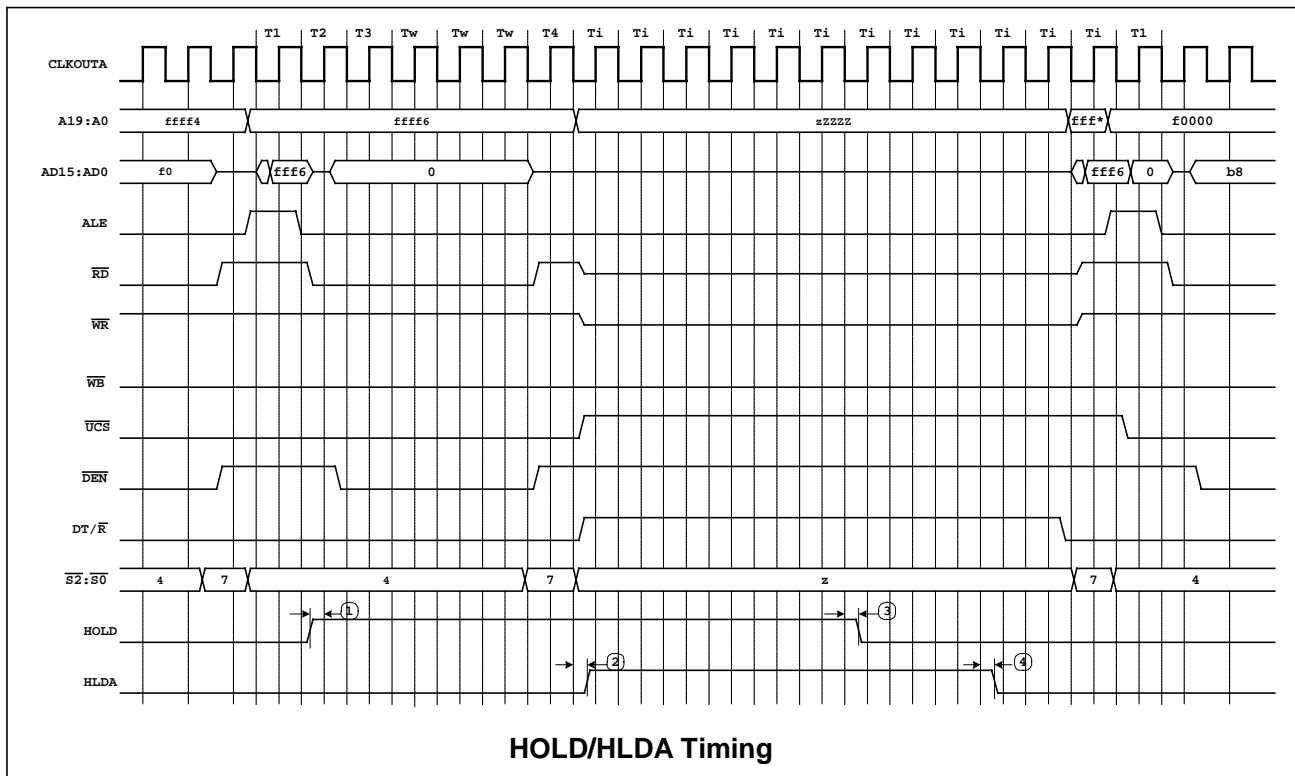 T1 T2 T3 Tw Tw Tw T4 Ti Ti Ti Ti Ti Ti Ti Ti Ti Ti Ti Ti T1
CLKOUTA
A19:A0 ffff4 ffff6 zZZZZ fff* f0000
AD15:AD0 f0 fff6 0 fff6 0 b8
ALE
RD
WR
WB
UCS
DEN
DT/R
S2:S0 4 7 4 7 z 7 4
1 3
HOLD
2 4
HLDA
HOLD/HLDA Timing